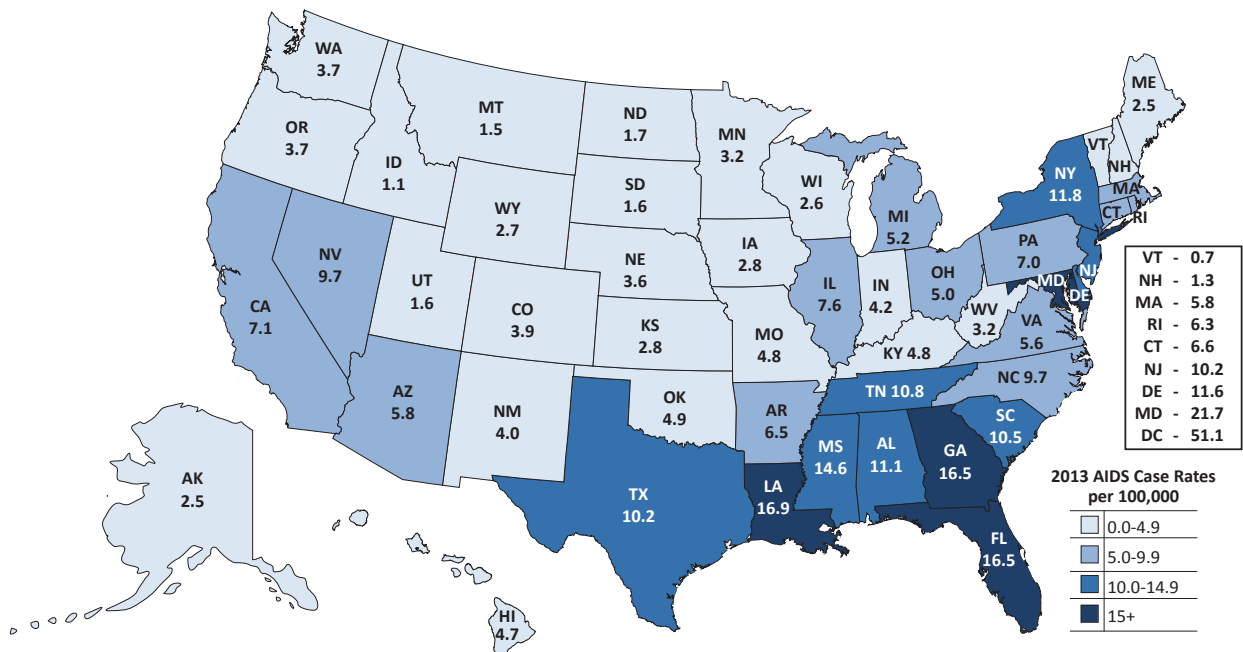 WA
3.7
OR
3.7
ID
1.1
MT
1.5
ND
1.7
MN
3.2
SD
1.6
WY
2.7
NE
3.6
IA
2.8
WI
2.6
MI
5.2
NV
9.7
CA
7.1
UT
1.6
CO
3.9
KS
2.8
MO
4.8
IL
7.6
IN
4.2
OH
5.0
PA
7.0
NY
11.8
VT
NH
ME
2.5
MA
CT
RI
NJ
MD
DE
WV
3.2
VA
5.6
KY 4.8
NC 9.7
TN 10.8
SC
10.5
AZ
5.8
NM
4.0
OK
4.9
AR
6.5
MS
14.6
AL
11.1
GA
16.5
TX
10.2
LA
16.9
FL
16.5
AK
2.5
HI
4.7
VT - 0.7
NH - 1.3
MA - 5.8
RI - 6.3
CT - 6.6
NJ - 10.2
DE - 11.6
MD - 21.7
DC - 51.1
2013 AIDS Case Rates
per 100,000
0.0-4.9
5.0-9.9
10.0-14.9
15+